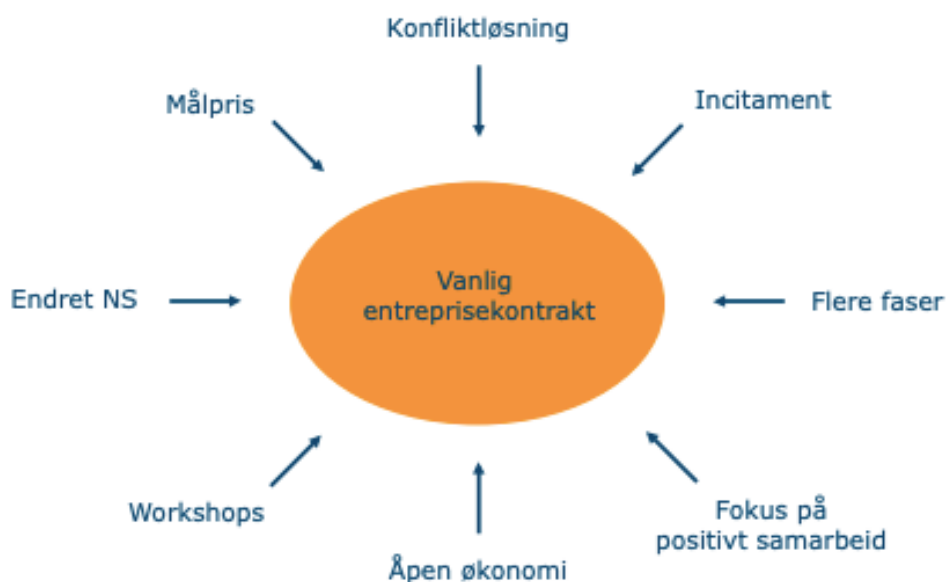 Konfliktløsning
Målpris
Incitament
Vanlig
entreprisekontrakt
Endret NS
Flere faser
Workshops
Fokus på
positivt samarbeid
Åpen økonomi